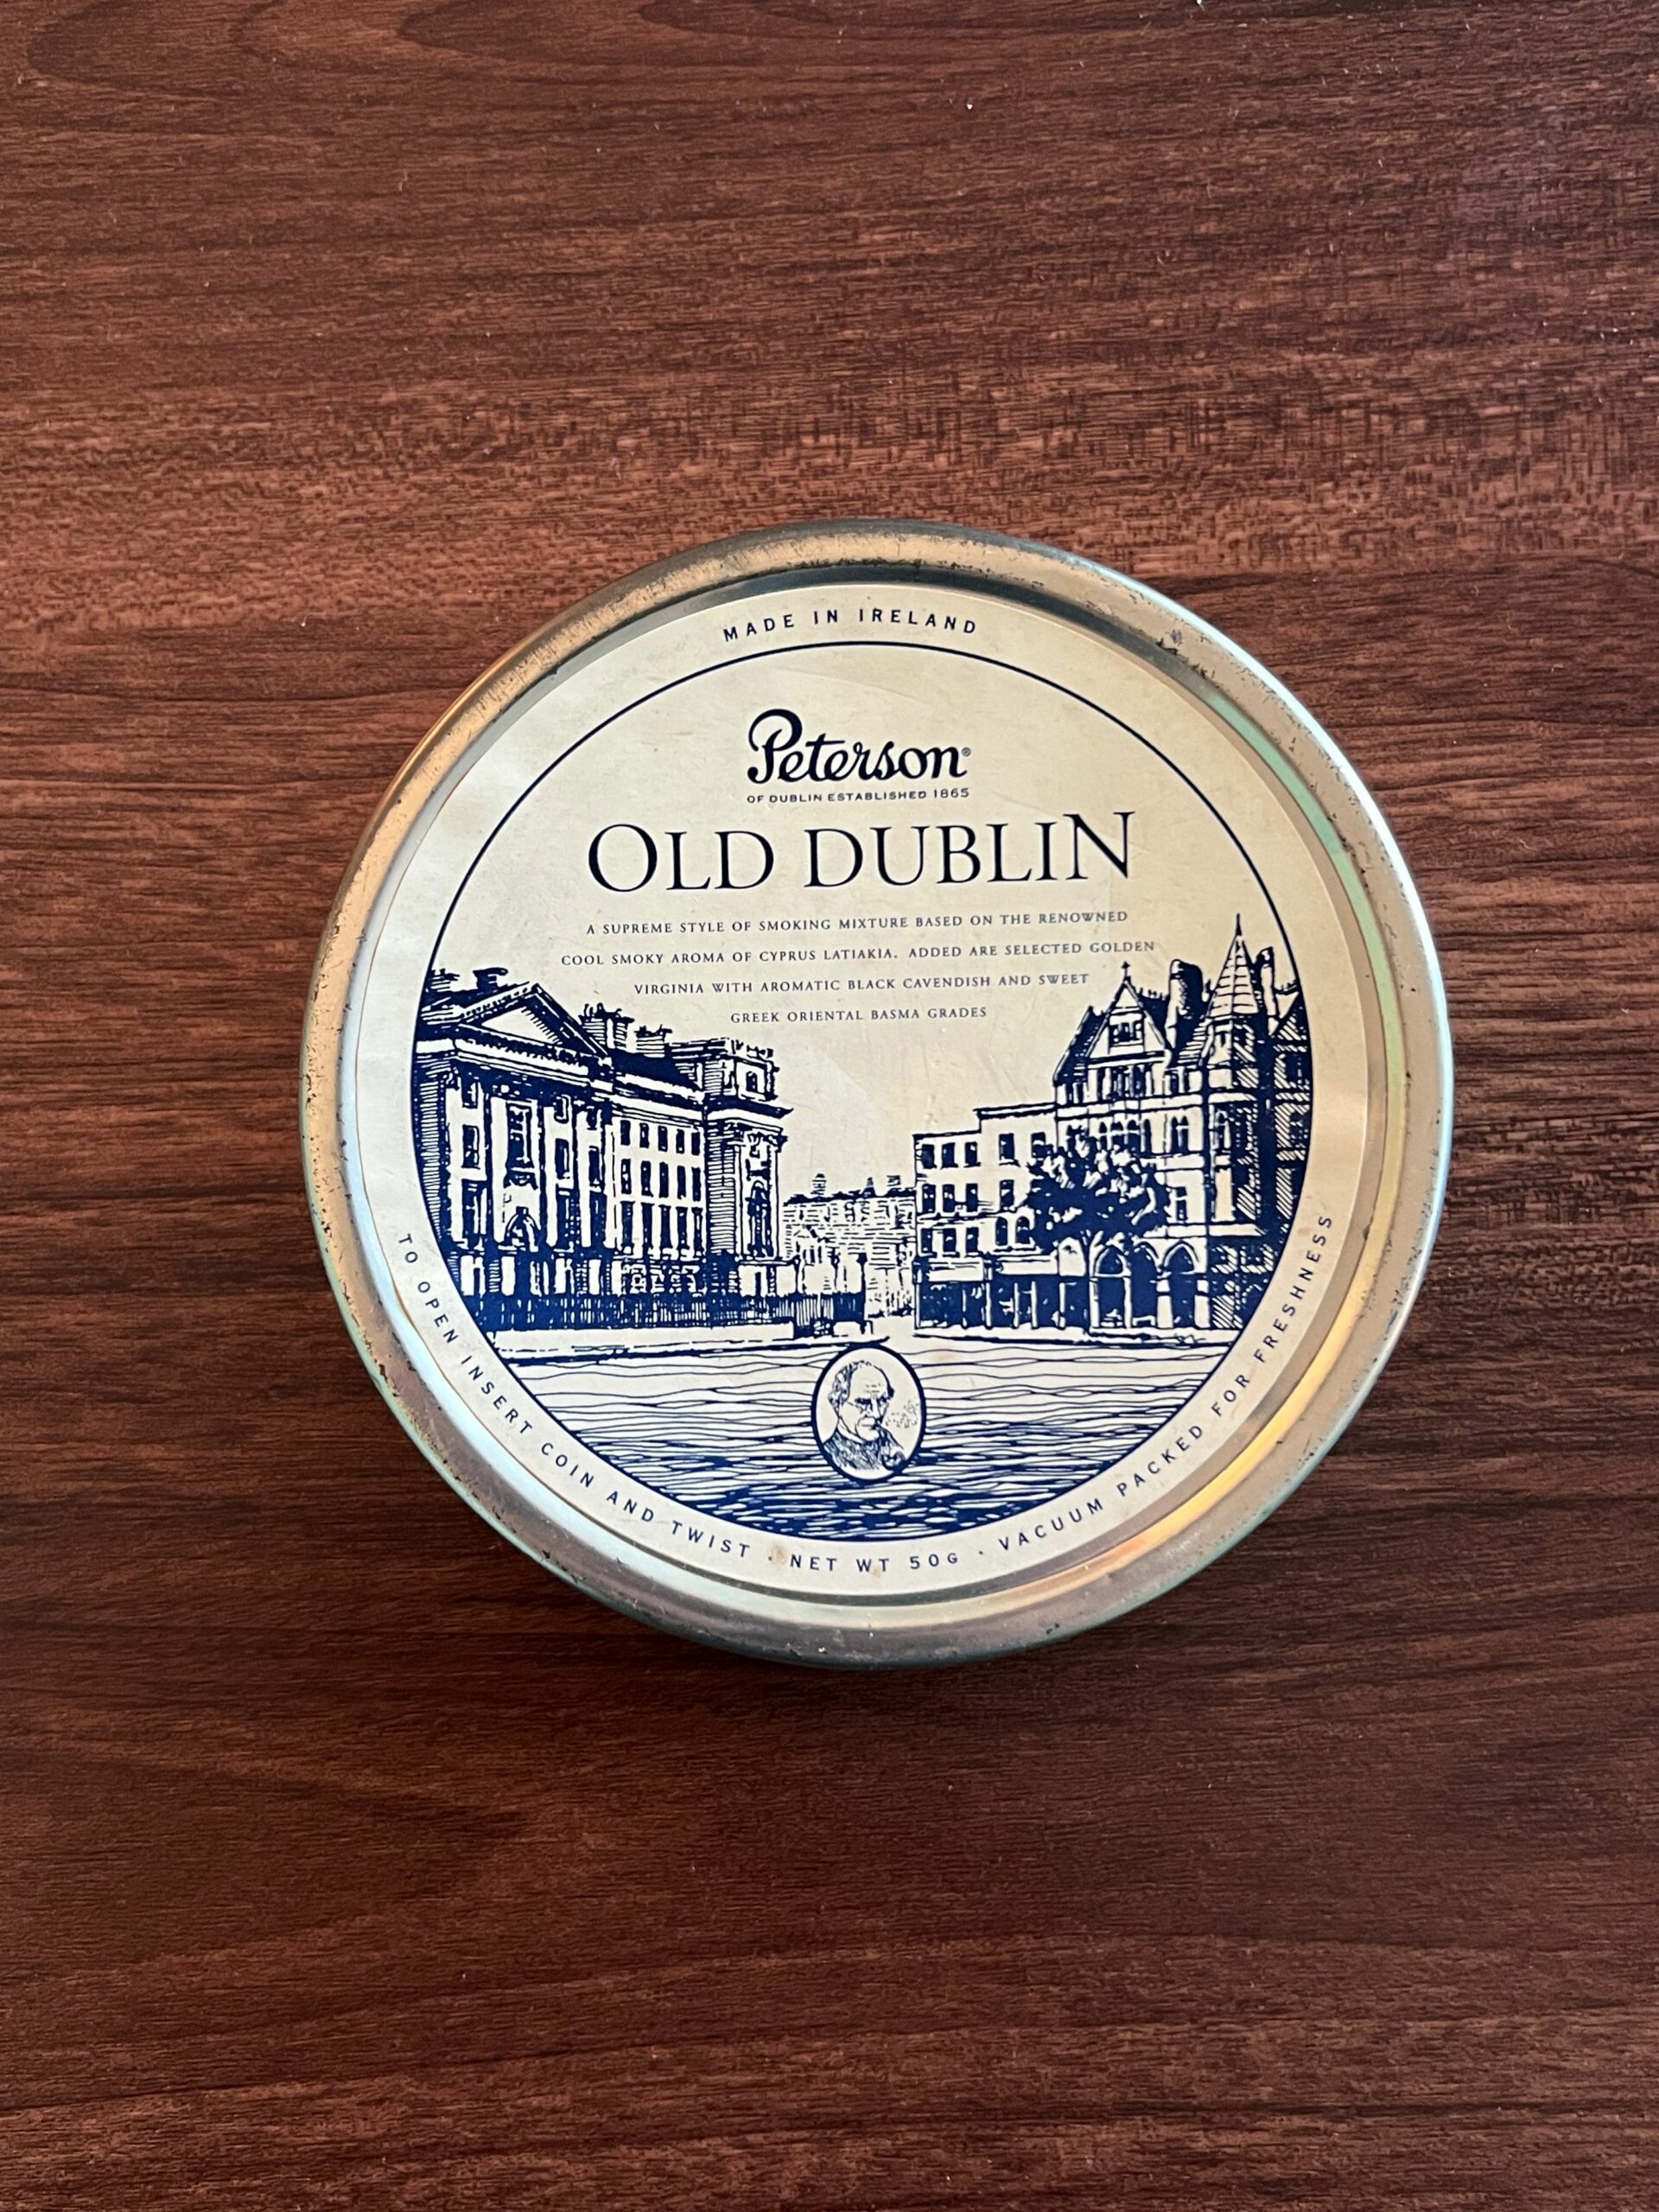 MADE IN IRELAND
Peterson®
OF DUBLIN ESTABLISHED 1865
OLD DUBLIN
A SUPREME STYLE OF SMOKING MIXTURE BASED ON THE RENOWNED
COOL SMOKY AROMA OF CYPRUS LATIAKIA. ADDED ARE SELECTED GOLDEN
VIRGINIA WITH AROMATIC BLACK CAVENDISH AND SWEET
GREEK ORIENTAL BASMA GRADES
TO OPEN INSERT COIN AND TWIST · NET WT 50G · VACUUM PACKED FOR FRESHNESS